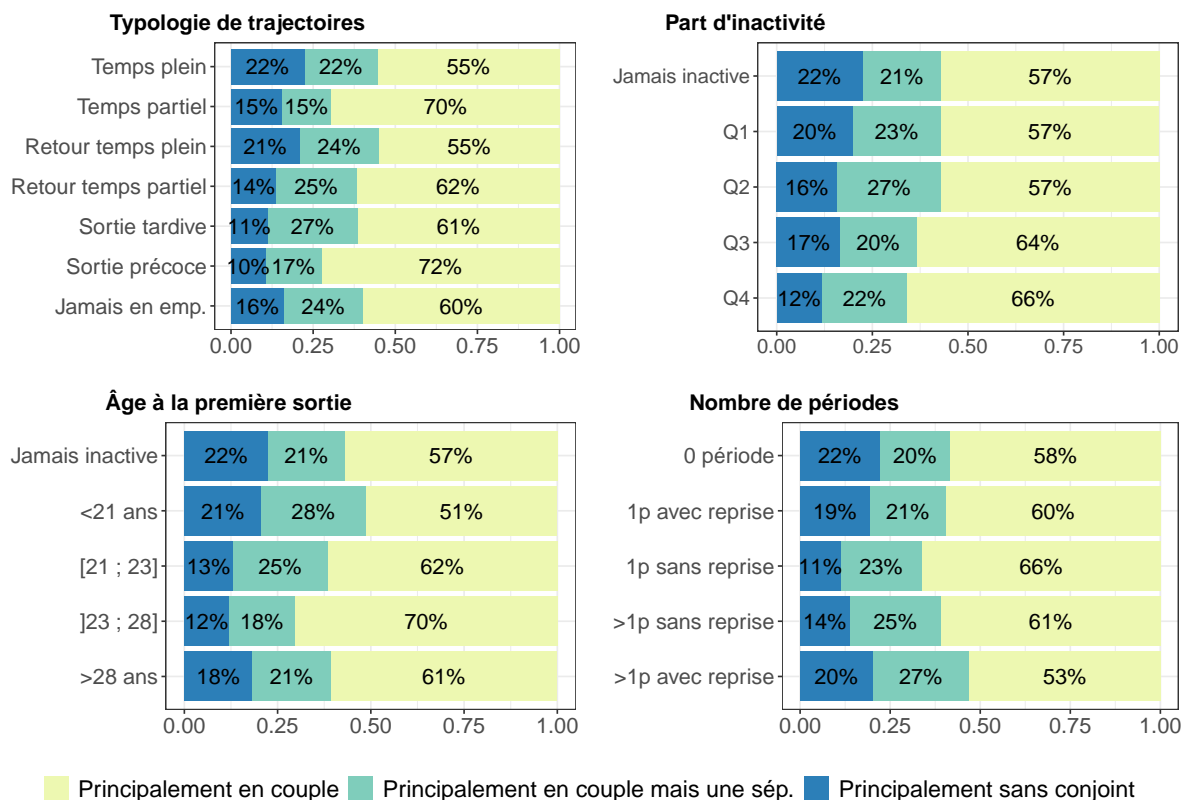 Typologie de trajectoires
Temps plein 22% 22% 55%
Temps partiel 15% 15% 70%
Retour temps plein 21% 24% 55%
Retour temps partiel 14% 25% 62%
Sortie tardive 11% 27% 61%
Sortie précoce 10% 17% 72%
Jamais en emp. 16% 24% 60%
0.00 0.25 0.50 0.75 1.00
Part d'inactivité
Jamais inactive 22% 21% 57%
Q1 20% 23% 57%
Q2 16% 27% 57%
Q3 17% 20% 64%
Q4 12% 22% 66%
0.00 0.25 0.50 0.75 1.00
Âge à la première sortie
Jamais inactive 22% 21% 57%
<21 ans 21% 28% 51%
[21 ; 23] 13% 25% 62%
]23 ; 28] 12% 18% 70%
>28 ans 18% 21% 61%
0.00 0.25 0.50 0.75 1.00
Nombre de périodes
0 période 22% 20% 58%
1p avec reprise 19% 21% 60%
1p sans reprise 11% 23% 66%
>1p sans reprise 14% 25% 61%
>1p avec reprise 20% 27% 53%
0.00 0.25 0.50 0.75 1.00
Principalement en couple Principalement en couple mais une sép. Principalement sans conjoint